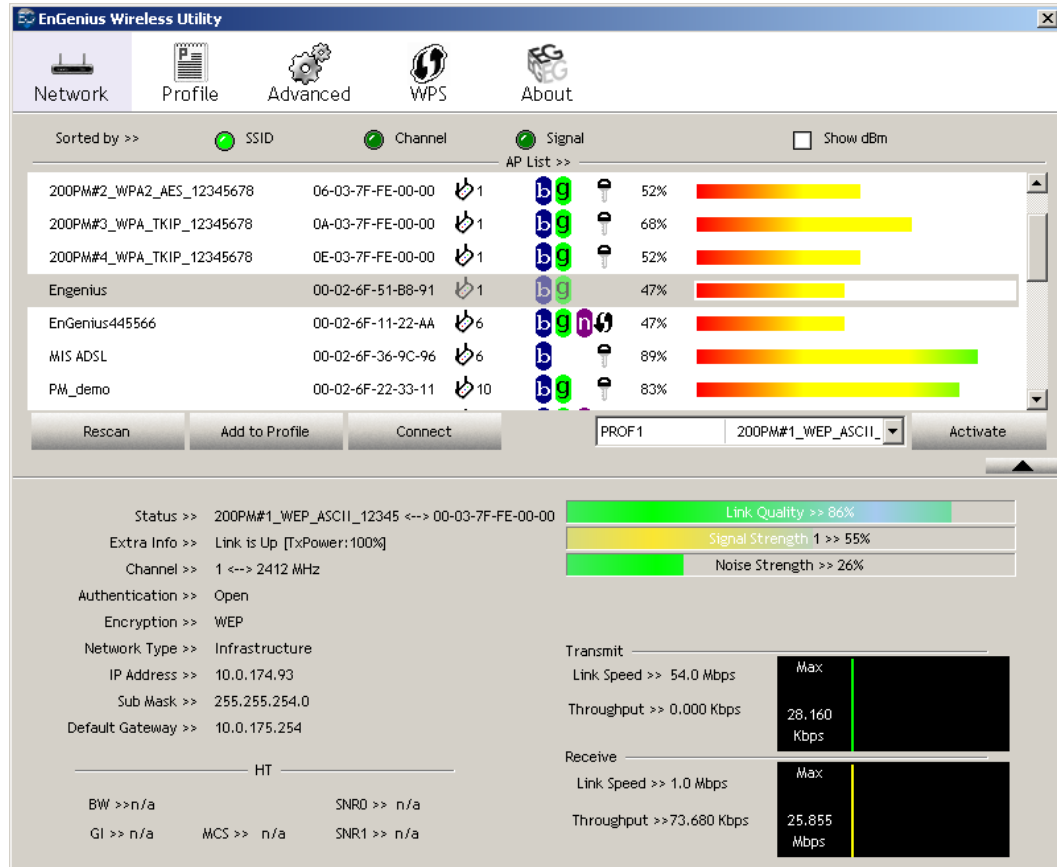 EnGenius Wireless Utility
Network Profile Advanced WPS About
Sorted by >> SSID Channel Signal Show dBm
AP List >>
200PM#2_WPA2_AES_12345678 06-03-7F-FE-00-00 1 b g 52%
200PM#3_WPA_TKIP_12345678 0A-03-7F-FE-00-00 1 b g 68%
200PM#4_WPA_TKIP_12345678 0E-03-7F-FE-00-00 1 b g 52%
Engenius 00-02-6F-51-B8-91 1 b g 47%
EnGenius445566 00-02-6F-11-22-AA 6 b g n 47%
MIS ADSL 00-02-6F-36-9C-96 6 b 89%
PM_demo 00-02-6F-22-33-11 10 b g 83%
Rescan Add to Profile Connect PROF1 200PM#1_WEP_ASCII_ Activate
Status >> 200PM#1_WEP_ASCII_12345 <--> 00-03-7F-FE-00-00
Extra Info >> Link is Up [TxPower:100%]
Channel >> 1 <--> 2412 MHz
Authentication >> Open
Encryption >> WEP
Network Type >> Infrastructure
IP Address >> 10.0.174.93
Sub Mask >> 255.255.254.0
Default Gateway >> 10.0.175.254
HT
BW >>n/a SNR0 >> n/a
GI >> n/a MCS >> n/a SNR1 >> n/a
Link Quality >> 86%
Signal Strength 1 >> 55%
Noise Strength >> 26%
Transmit
Link Speed >> 54.0 Mbps
Throughput >> 0.000 Kbps
Max
28.160
Kbps
Receive
Link Speed >> 1.0 Mbps
Throughput >>73.680 Kbps
Max
25.855
Mbps